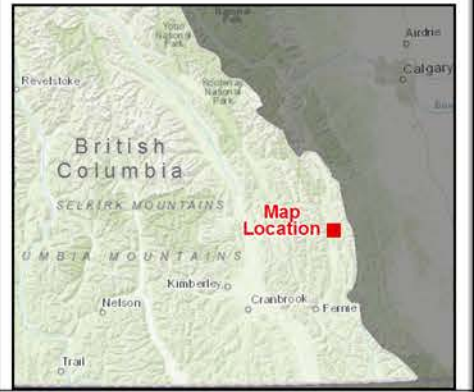 Yoho
National
Park
Airdrie
Calgary
Revelstoke
Kootenay
National
Park
British
Columbia
SELKIRK MOUNTAINS
Map
Location
UMBIA MOUNTAINS
Kimberley
Cranbrook
Fernie
Nelson
Trail